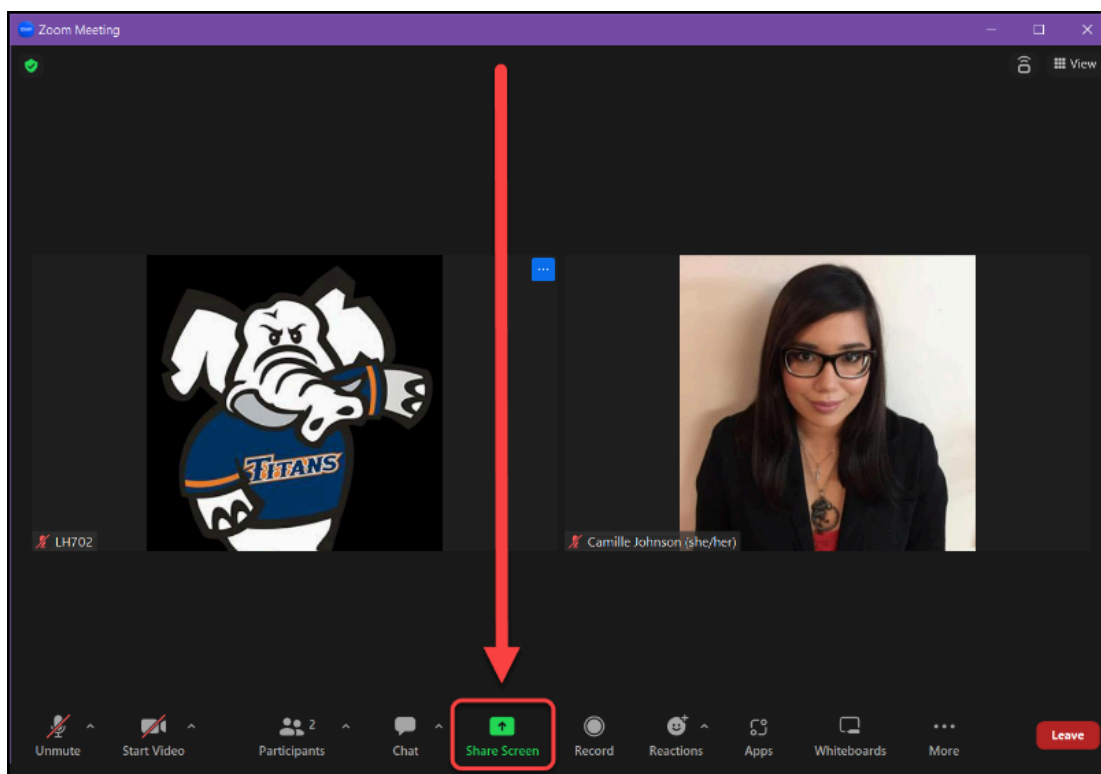 Zoom Meeting
View
TITANS
LH702
Camille Johnson (she/her)
2
Unmute
Start Video
Participants
Chat
Share Screen
Record
Reactions
Apps
Whiteboards
More
Leave